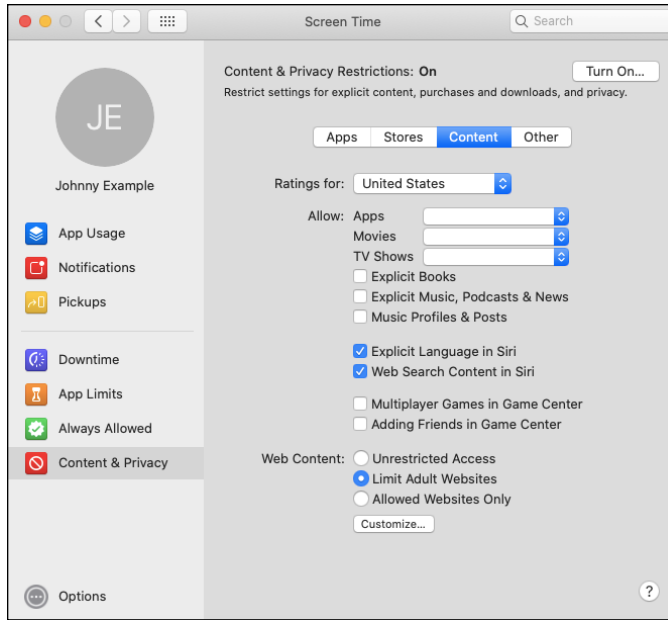 Screen Time
Search
JE
Johnny Example
App Usage
Notifications
Pickups
Downtime
App Limits
Always Allowed
Content & Privacy
Options
Content & Privacy Restrictions: On
Turn On...
Restrict settings for explicit content, purchases and downloads, and privacy.
Apps Stores Content Other
Ratings for: United States
Allow: Apps
Movies
TV Shows
Explicit Books
Explicit Music, Podcasts & News
Music Profiles & Posts
Explicit Language in Siri
Web Search Content in Siri
Multiplayer Games in Game Center
Adding Friends in Game Center
Web Content: Unrestricted Access
Limit Adult Websites
Allowed Websites Only
Customize...
?